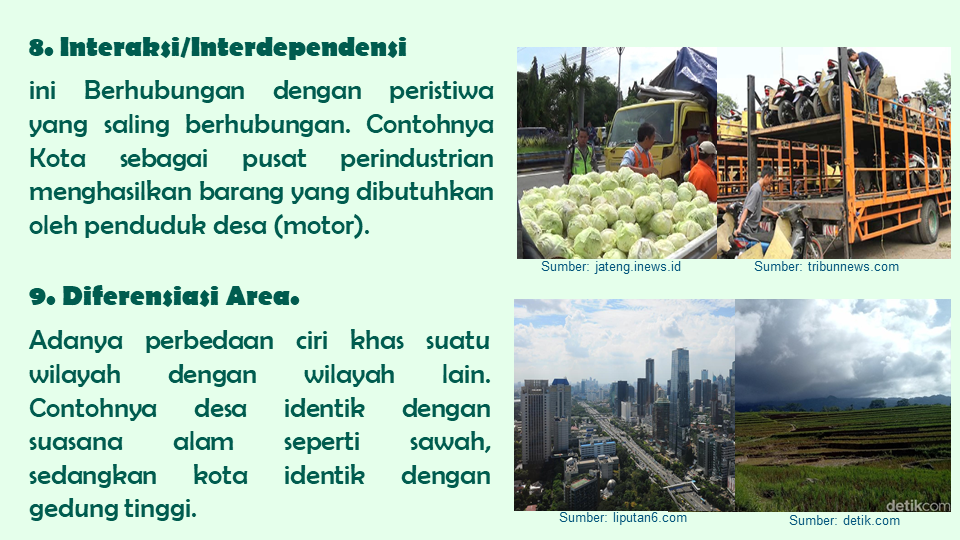 8. Interaksi/Interdependensi
ini Berhubungan dengan peristiwa
yang saling berhubungan. Contohnya
Kota sebagai pusat perindustrian
menghasilkan barang yang dibutuhkan
oleh penduduk desa (motor).
Sumber: jateng.inews.id
Sumber: tribunnews.com
9. Diferensiasi Area.
Adanya perbedaan ciri khas suatu
wilayah dengan wilayah lain.
Contohnya desa identik dengan
suasana alam seperti sawah,
sedangkan kota identik dengan
gedung tinggi.
detikcom
Sumber: liputan6.com
Sumber: detik.com